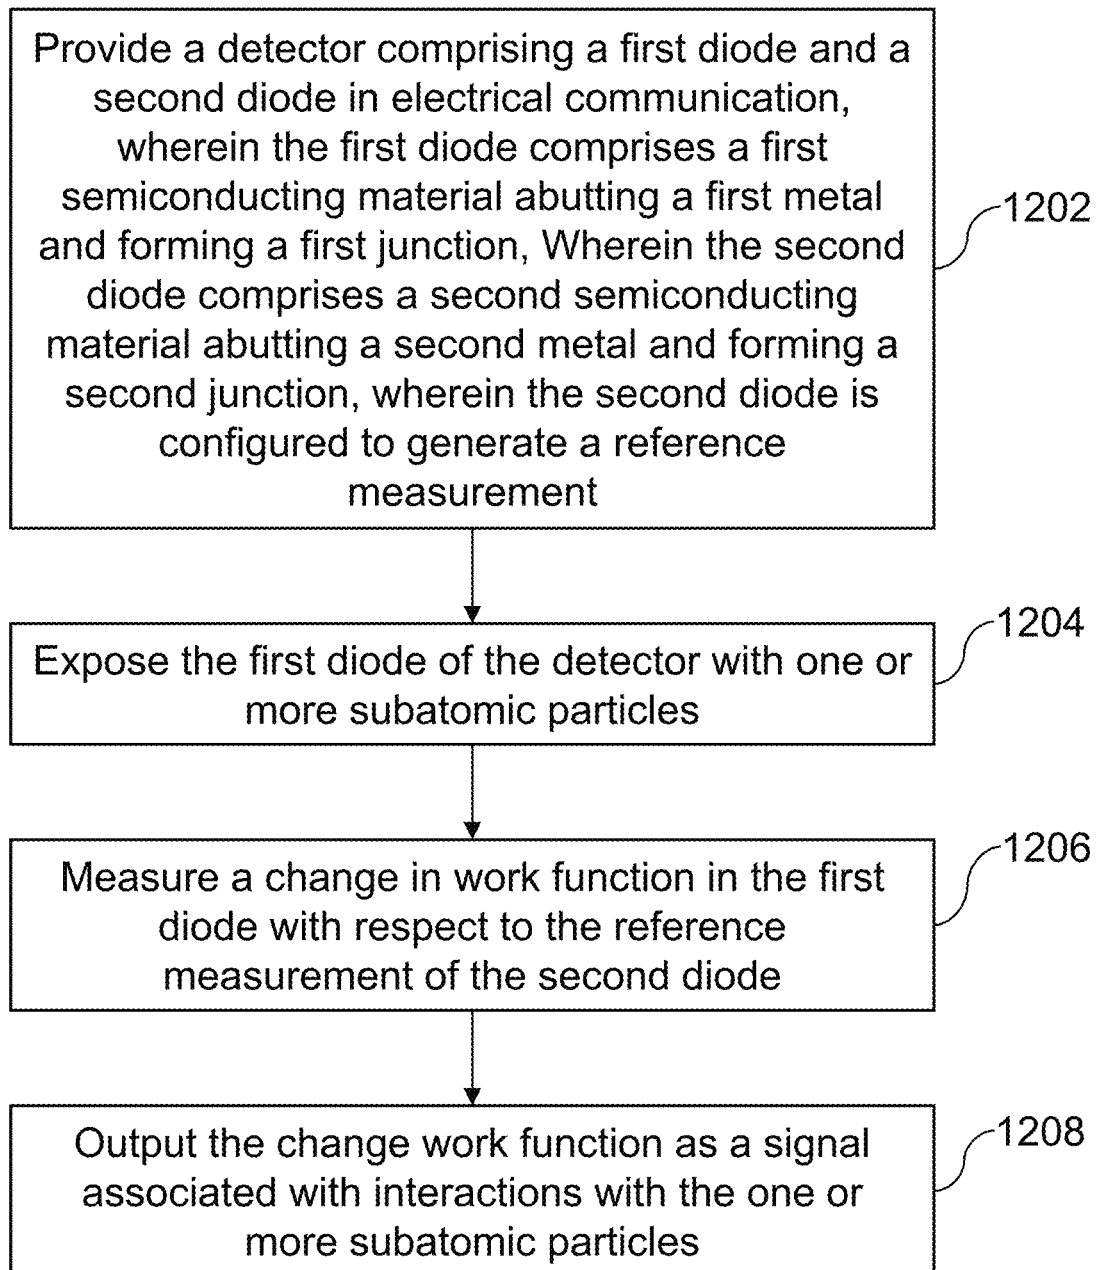 Provide a detector comprising a first diode and a
second diode in electrical communication,
wherein the first diode comprises a first
semiconducting material abutting a first metal
and forming a first junction, Wherein the second
diode comprises a second semiconducting
material abutting a second metal and forming a
second junction, wherein the second diode is
configured to generate a reference
measurement
1202
Expose the first diode of the detector with one or
more subatomic particles
1204
Measure a change in work function in the first
diode with respect to the reference
measurement of the second diode
1206
Output the change work function as a signal
associated with interactions with the one or
more subatomic particles
1208